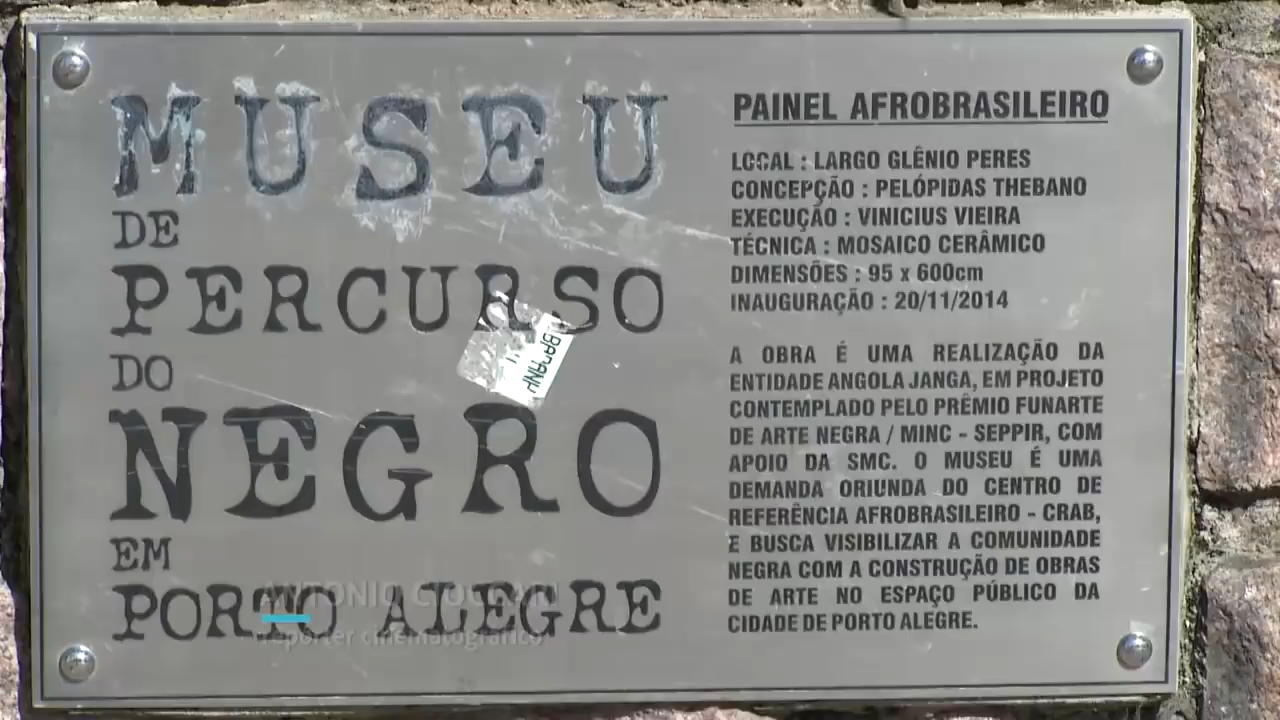 MUSEU
DE
PERCURSO
DO
NEGRO
EM
PORTO ALEGRE
PAINEL AFROBRASILEIRO
LOCAL : LARGO GLÊNIO PERES
CONCEPÇÃO : PELÓPIDAS THEBANO
EXECUÇÃO : VINICIUS VIEIRA
TÉCNICA : MOSAICO CERÂMICO
DIMENSÕES : 95 x 600cm
INAUGURAÇÃO : 20/11/2014
A OBRA É UMA REALIZAÇÃO DA
ENTIDADE ANGOLA JANGA, EM PROJETO
CONTEMPLADO PELO PRÊMIO FUNARTE
DE ARTE NEGRA / MINC - SEPPIR, COM
APOIO DA SMC. O MUSEU É UMA
DEMANDA ORIUNDA DO CENTRO DE
REFERÊNCIA AFROBRASILEIRO - CRAB,
E BUSCA VISIBILIZAR A COMUNIDADE
NEGRA COM A CONSTRUÇÃO DE OBRAS
DE ARTE NO ESPAÇO PÚBLICO DA
CIDADE DE PORTO ALEGRE.
ANTONIO
repórter cinematográfico